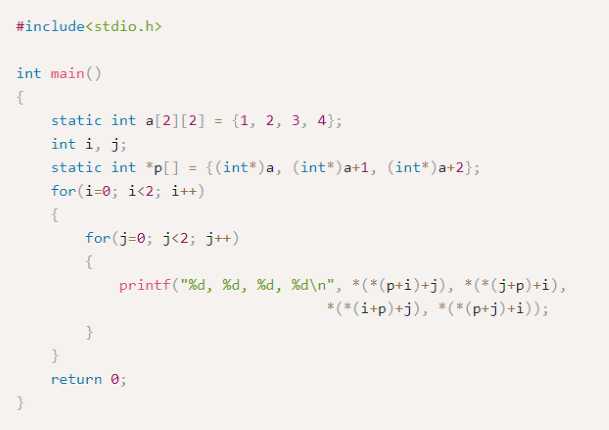 #include<stdio.h>
int main()
{
static int a[2][2] = {1, 2, 3, 4};
int i, j;
static int *p[] = {(int*)a, (int*)a+1, (int*)a+2};
for(i=0; i<2; i++)
{
for(j=0; j<2; j++)
{
printf("%d, %d, %d, %d\n", *(*(p+i)+j), *(*(j+p)+i),
*(*(i+p)+j), *(*(p+j)+i));
}
}
return 0;
}